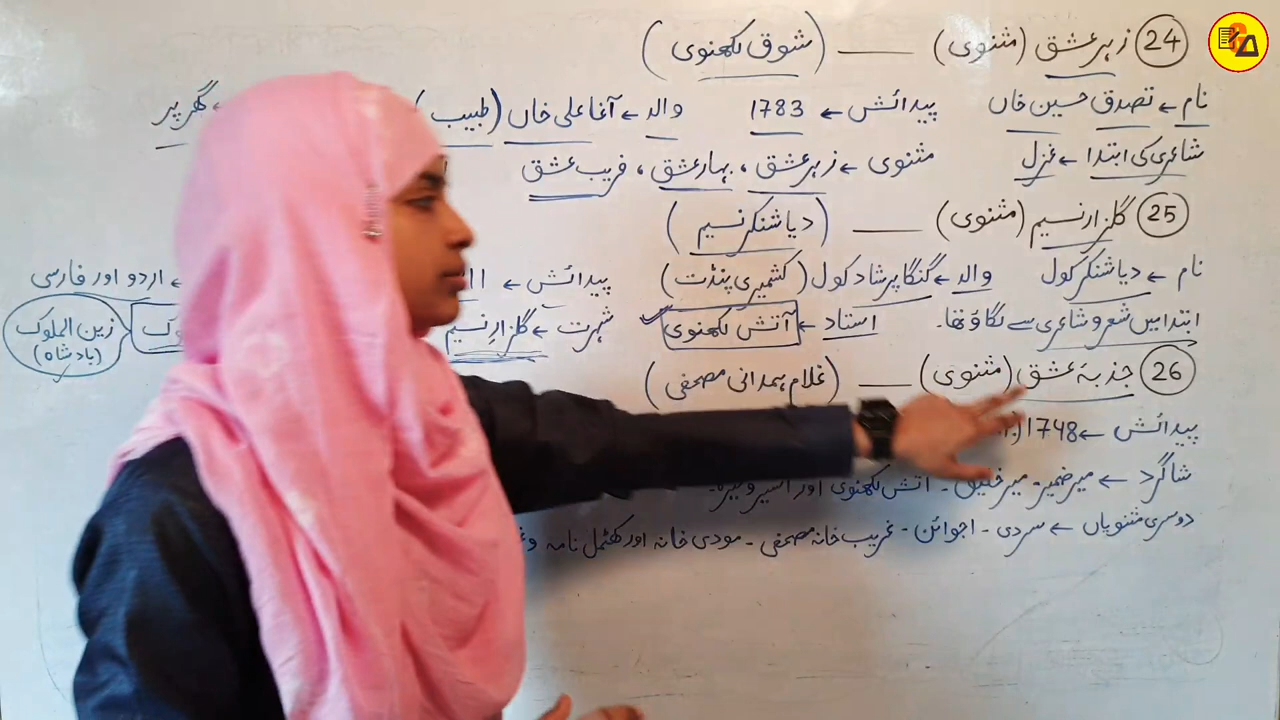 24 زہر عشق (مثنوی) —— (شوق لکھنوی)
نام ← تصدق حسین خاں پیدائش ← 1783 والد ← آغا علی خاں (طبیب) گھر پر
شاعری کی ابتدا ← غزل مثنوی ← زہر عشق ، بہار عشق ، فریب عشق
25 گلزار نسیم (مثنوی) —— (دیا شنکر نسیم)
نام ← دیا شنکر کول والد ← گنگا پرشاد کول (کشمیری پنڈت) پیدائش ← اردو اور فارسی
ابتدا میں شعر و شاعری سے لگاؤ تھا۔ استاد ← آتش لکھنوی شہرت ← گلزارِ نسیم زین الملوک (بادشاہ)
26 جذبۂ عشق (مثنوی) —— (غلام ہمدانی مصحفی)
پیدائش ← 1748
شاگرد ← میر ضمیر۔ میر خلیق۔ آتش لکھنوی اور اسیر وغیرہ۔
دوسری مثنویاں ← سردی۔ اجوائن۔ غریب خانہ مصحفی۔ مودی خانہ اور کھٹمل نامہ